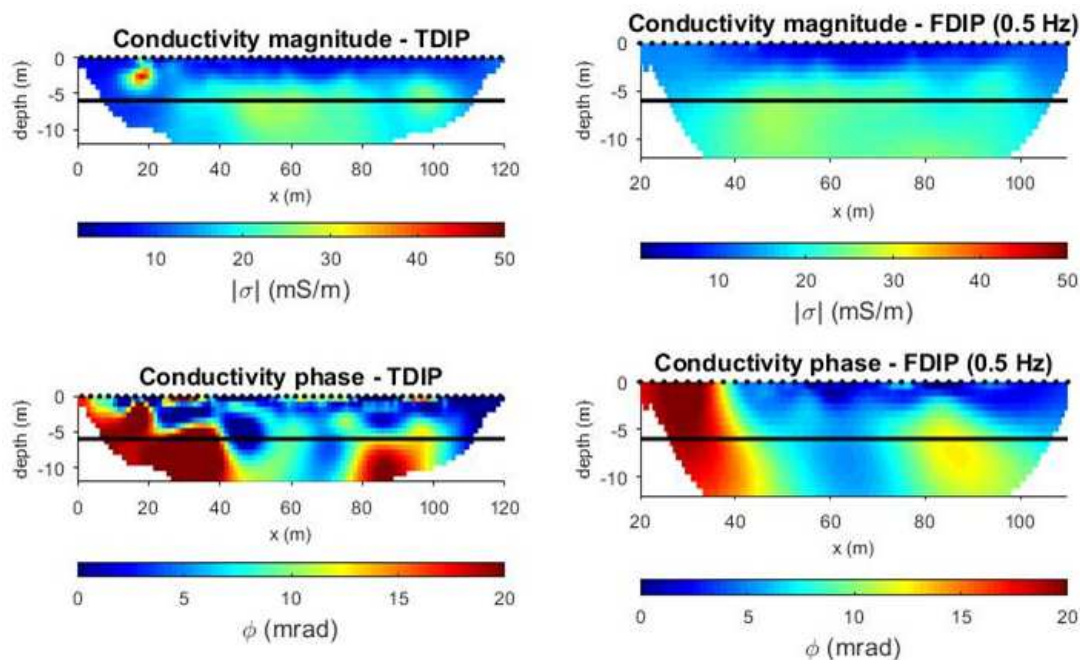 Conductivity magnitude - TDIP
0
-5
-10
depth (m)
0 20 40 60 80 100 120
x (m)
10 20 30 40 50
|σ| (mS/m)
Conductivity magnitude - FDIP (0.5 Hz)
0
-5
-10
depth (m)
20 40 60 80 100
x (m)
10 20 30 40 50
|σ| (mS/m)
Conductivity phase - TDIP
0
-5
-10
depth (m)
0 20 40 60 80 100 120
x (m)
0 5 10 15 20
ϕ (mrad)
Conductivity phase - FDIP (0.5 Hz)
0
-5
-10
depth (m)
20 40 60 80 100
x (m)
0 5 10 15 20
ϕ (mrad)